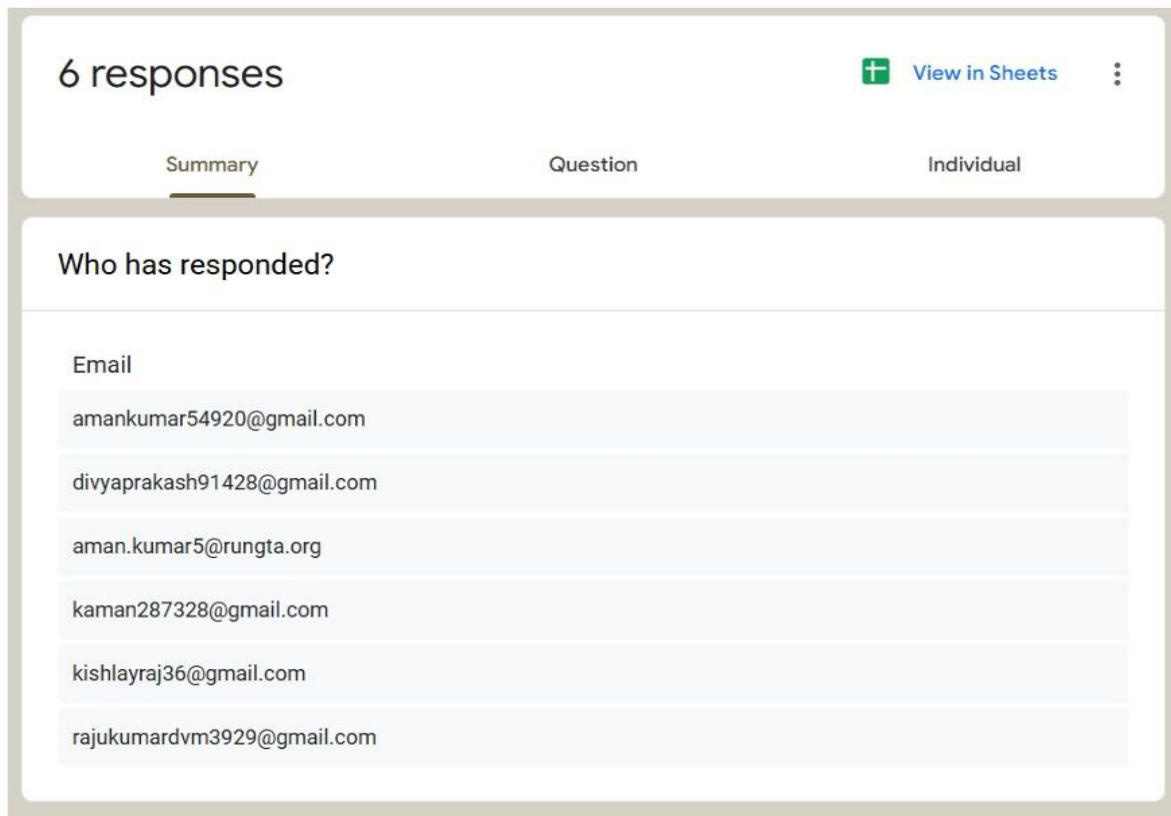 6 responses
View in Sheets
Summary Question Individual
Who has responded?
Email
amankumar54920@gmail.com
divyaprakash91428@gmail.com
aman.kumar5@rungta.org
kaman287328@gmail.com
kishlayraj36@gmail.com
rajukumardvm3929@gmail.com